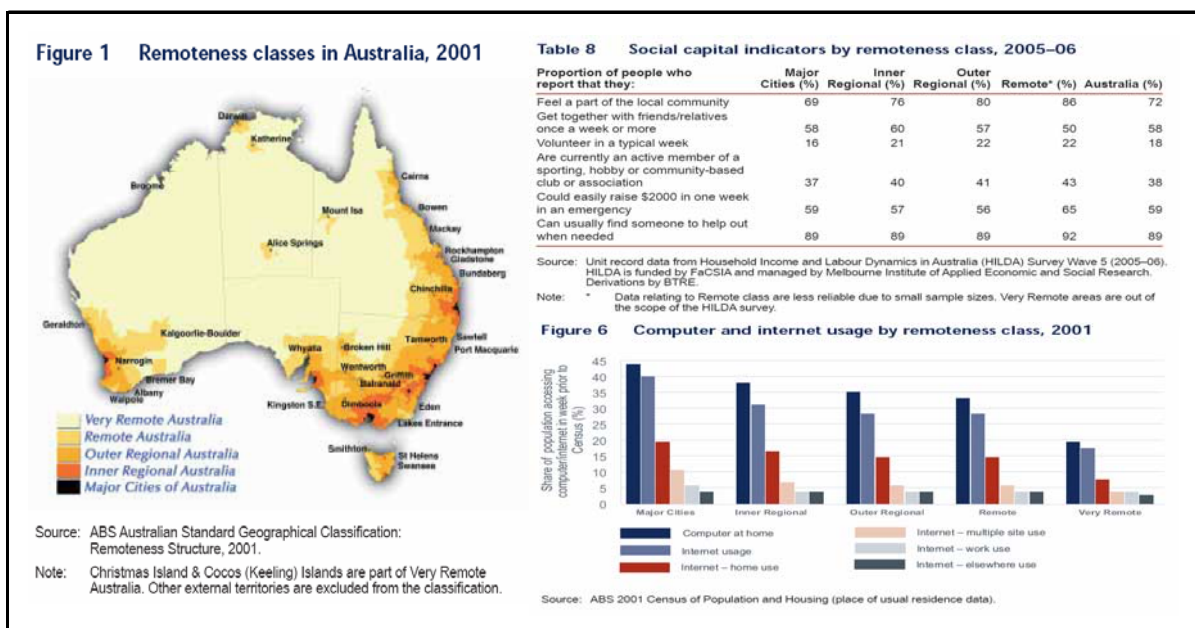 Figure 1 Remoteness classes in Australia, 2001
Darwin
Katherine
Broome
Cairns
Mount Isa
Bowen
Mackay
Alice Springs
Rockhampton
Gladstone
Bundaberg
Chinchilla
Geraldton
Kalgoorlie-Boulder
Whyalla
Broken Hill
Tamworth
Sawtell
Port Macquarie
Narrogin
Wentworth
Griffith
Balranald
Bremer Bay
Albany
Walpole
Kingston S.E.
Dimboola
Eden
Lakes Entrance
Smithton
St Helens
Swansea
Very Remote Australia
Remote Australia
Outer Regional Australia
Inner Regional Australia
Major Cities of Australia
Source: ABS Australian Standard Geographical Classification:
Remoteness Structure, 2001.
Note: Christmas Island & Cocos (Keeling) Islands are part of Very Remote
Australia. Other external territories are excluded from the classification.
Table 8 Social capital indicators by remoteness class, 2005–06
Proportion of people who Major Inner Outer
report that they: Cities (%) Regional (%) Regional (%) Remote* (%) Australia (%)
Feel a part of the local community 69 76 80 86 72
Get together with friends/relatives
once a week or more 58 60 57 50 58
Volunteer in a typical week 16 21 22 22 18
Are currently an active member of a
sporting, hobby or community-based
club or association 37 40 41 43 38
Could easily raise $2000 in one week
in an emergency 59 57 56 65 59
Can usually find someone to help out
when needed 89 89 89 92 89
Source: Unit record data from Household Income and Labour Dynamics in Australia (HILDA) Survey Wave 5 (2005–06).
HILDA is funded by FaCSIA and managed by Melbourne Institute of Applied Economic and Social Research.
Derivations by BTRE.
Note: * Data relating to Remote class are less reliable due to small sample sizes. Very Remote areas are out of
the scope of the HILDA survey.
Figure 6 Computer and internet usage by remoteness class, 2001
Share of population accessing
computer/internet in week prior to
Census (%)
45
40
35
30
25
20
15
10
5
0
Major Cities Inner Regional Outer Regional Remote Very Remote
Computer at home
Internet usage
Internet – home use
Internet – multiple site use
Internet – work use
Internet – elsewhere use
Source: ABS 2001 Census of Population and Housing (place of usual residence data).